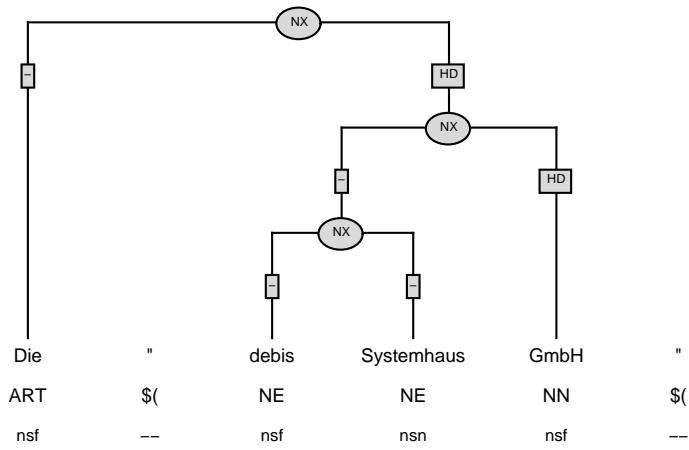 NX
– HD
NX
– HD
NX
– –
Die " debis Systemhaus GmbH "
ART $( NE NE NN $(
nsf –– nsf nsn nsf ––